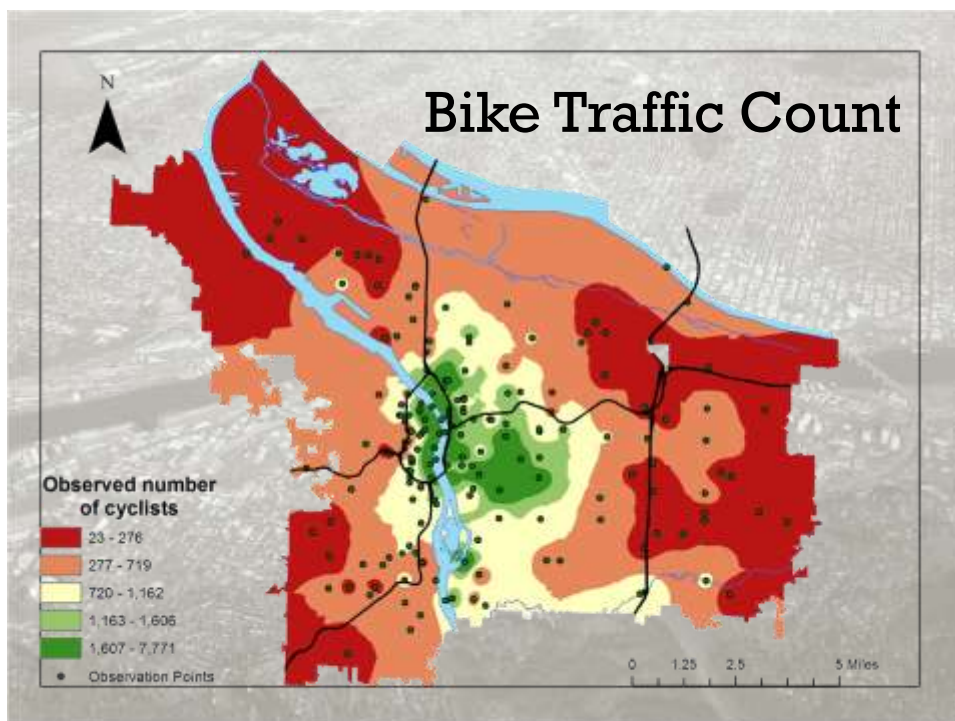 N
Bike Traffic Count
Observed number
of cyclists
23 - 276
277 - 719
720 - 1,162
1,163 - 1,606
1,607 - 7,771
Observation Points
0 1.25 2.5 5 Miles